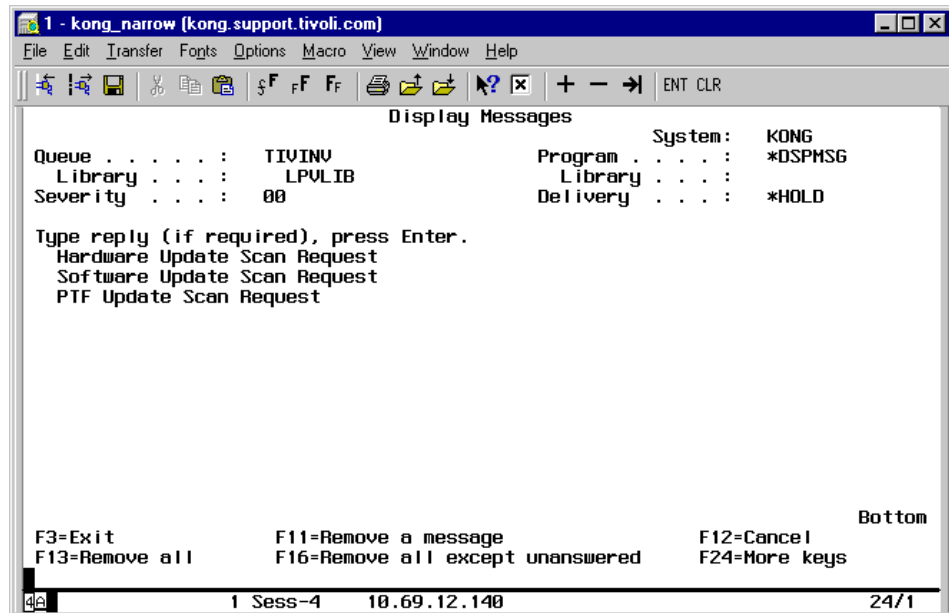 1 - kong_narrow (kong.support.tivoli.com)
File Edit Transfer Fonts Options Macro View Window Help
ENT CLR
Display Messages
System: KONG
Queue . . . . . : TIVINV Program . . . . : *DSPMSG
Library . . . : LPVLIB Library . . . :
Severity . . . : 00 Delivery . . . : *HOLD
Type reply (if required), press Enter.
Hardware Update Scan Request
Software Update Scan Request
PTF Update Scan Request
Bottom
F3=Exit F11=Remove a message F12=Cancel
F13=Remove all F16=Remove all except unanswered F24=More keys
4A 1 Sess-4 10.69.12.140 24/1